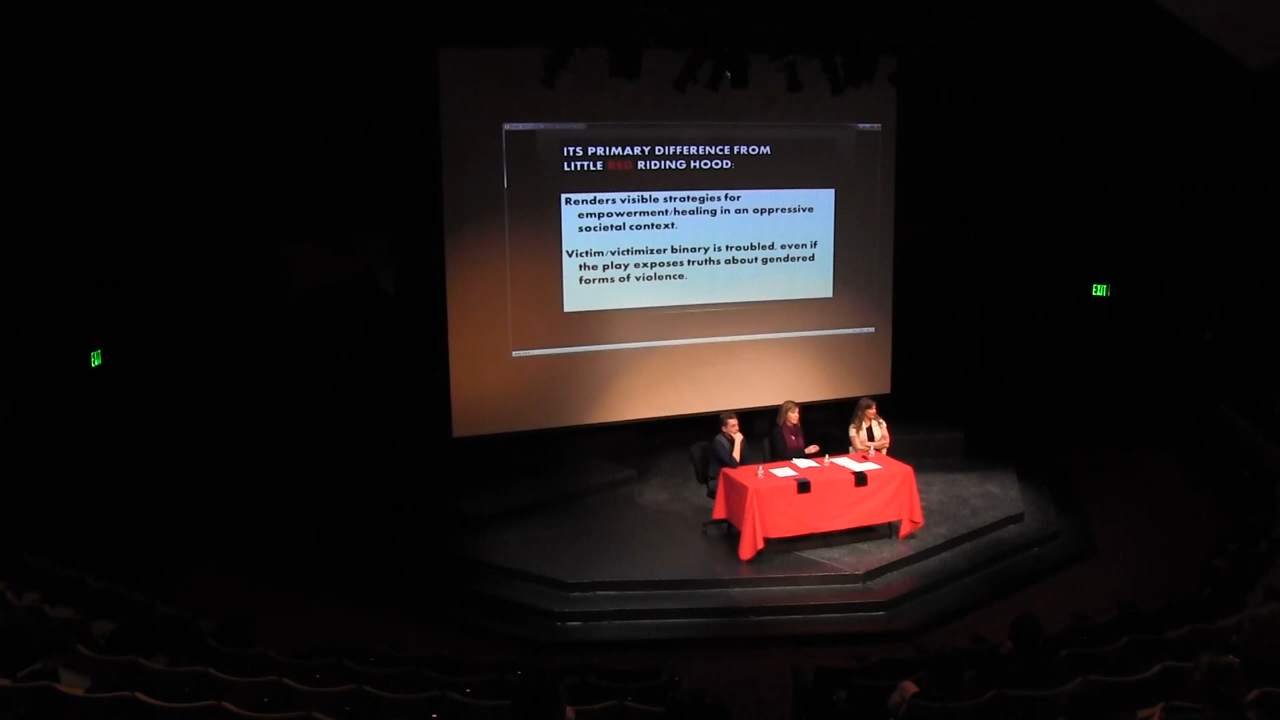 ITS PRIMARY DIFFERENCE FROM
LITTLE RED RIDING HOOD:
Renders visible strategies for
empowerment/healing in an oppressive
societal context.
Victim/victimizer binary is troubled, even if
the play exposes truths about gendered
forms of violence.
EXIT
EXIT